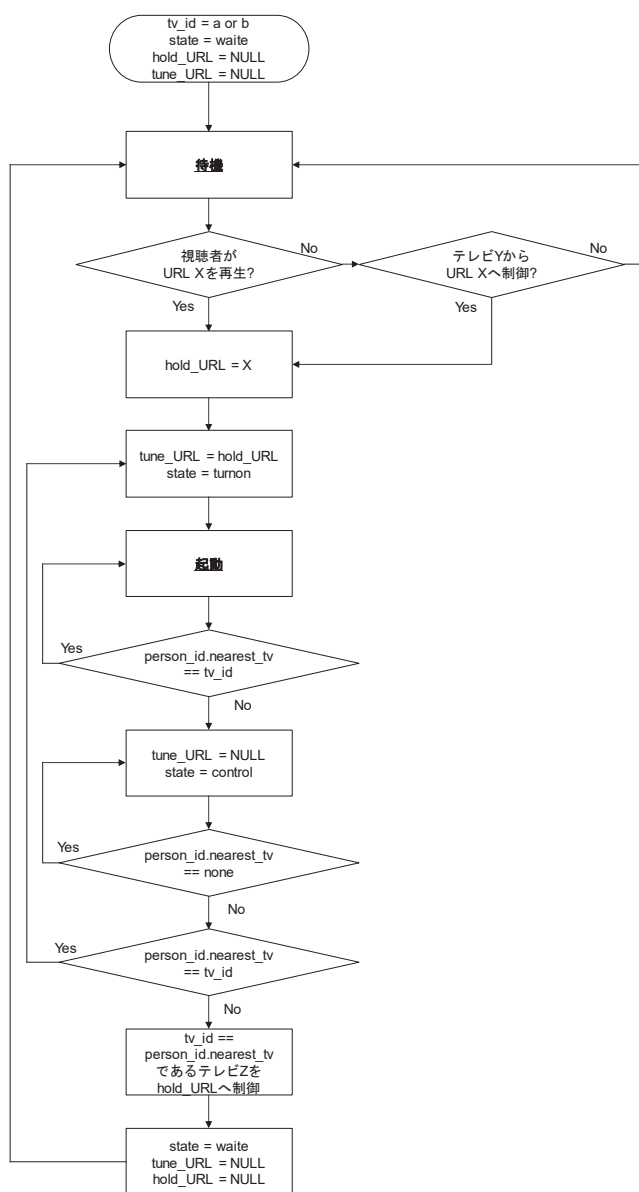 tv_id = a or b
state = waite
hold_URL = NULL
tune_URL = NULL
待機
視聴者が
URL Xを再生?
No
テレビYから
URL Xへ制御?
No
Yes
Yes
hold_URL = X
tune_URL = hold_URL
state = turnon
起動
Yes
person_id.nearest_tv
== tv_id
No
tune_URL = NULL
state = control
Yes
person_id.nearest_tv
== none
No
Yes
person_id.nearest_tv
== tv_id
No
tv_id ==
person_id.nearest_tv
であるテレビZを
hold_URLへ制御
state = waite
tune_URL = NULL
hold_URL = NULL